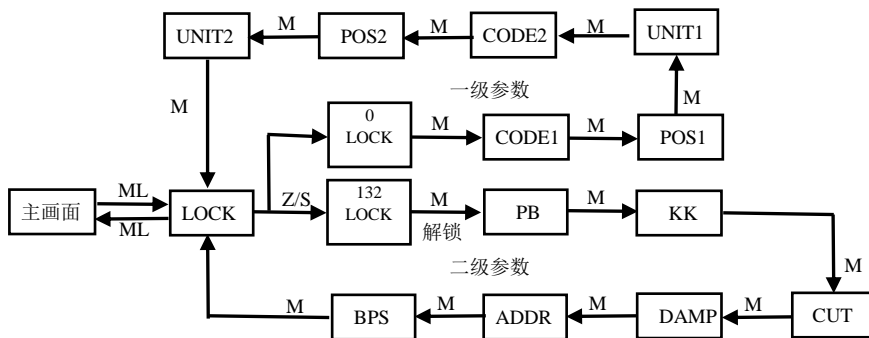 UNIT2
M
POS2
M
CODE2
M
UNIT1
M
M
一级参数
0
LOCK
M
CODE1
M
POS1
主画面
ML
ML
LOCK
Z/S
132
LOCK
M
解锁
PB
M
KK
M
二级参数
M
BPS
M
ADDR
M
DAMP
M
CUT